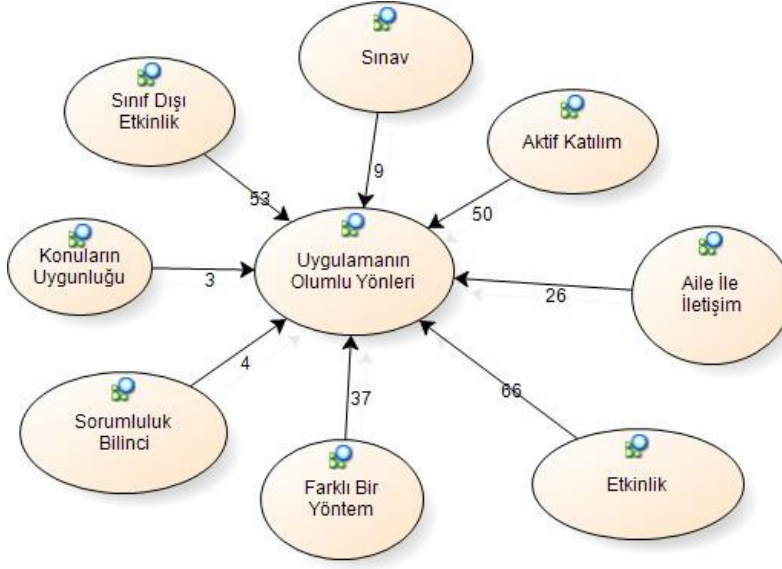 Sınav
Sınıf Dışı
Etkinlik
Aktif Katılım
9
53
50
Konuların
Uygunluğu
3
Uygulamanın
Olumlu Yönleri
26
Aile İle
İletişim
4
37
66
Sorumluluk
Bilinci
Farklı Bir
Yöntem
Etkinlik